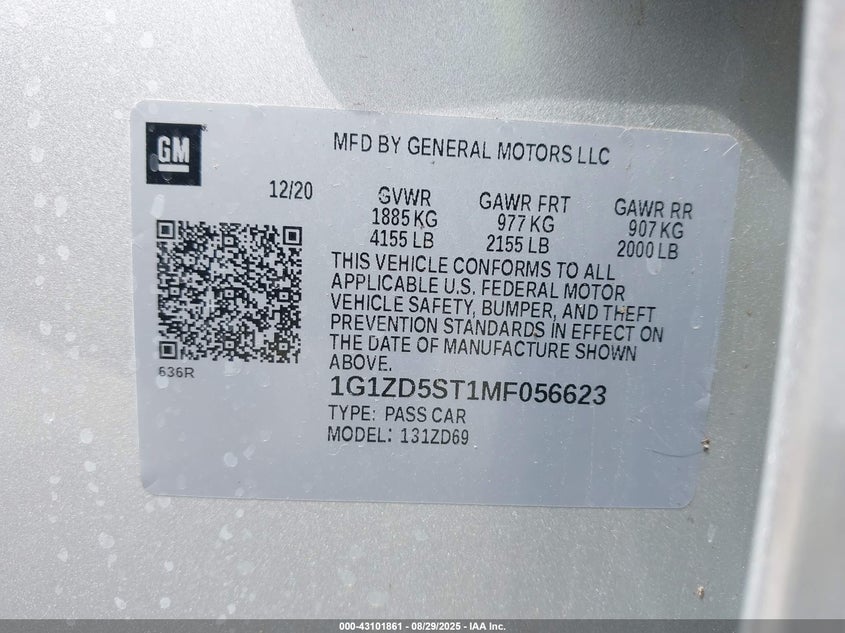 GM
MFD BY GENERAL MOTORS LLC
12/20
GVWR
1885 KG
4155 LB
GAWR FRT
977 KG
2155 LB
GAWR RR
907 KG
2000 LB
THIS VEHICLE CONFORMS TO ALL
APPLICABLE U.S. FEDERAL MOTOR
VEHICLE SAFETY, BUMPER, AND THEFT
PREVENTION STANDARDS IN EFFECT ON
THE DATE OF MANUFACTURE SHOWN
ABOVE.
636R
1G1ZD5ST1MF056623
TYPE: PASS CAR
MODEL: 131ZD69
000-43101861 - 08/29/2025 - IAA Inc.